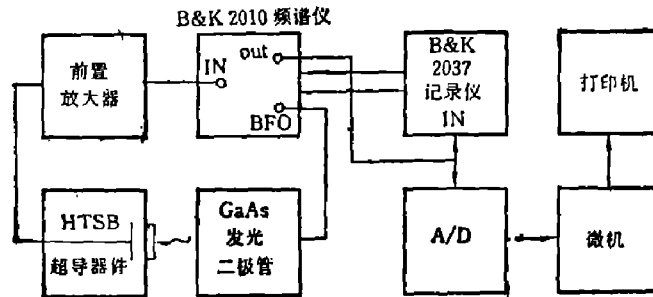 B&K 2010 频谱仪
前置
放大器
IN
out
BFO
B&K
2037
记录仪
IN
打印机
HTSB
超导器件
GaAs
发光
二极管
A/D
微机